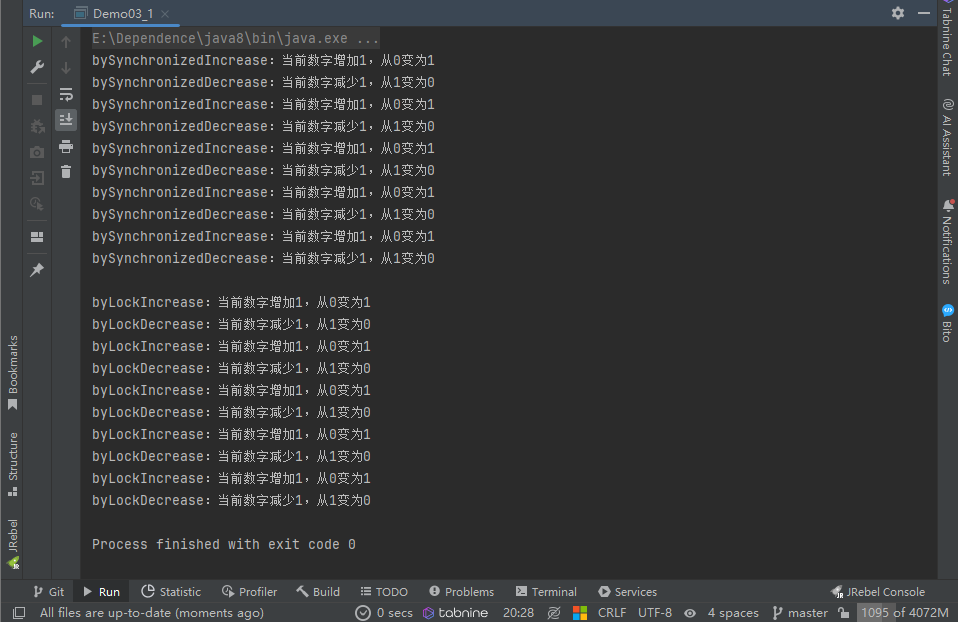 Run: Demo03_1
E:\Dependence\java8\bin\java.exe ...
bySynchronizedIncrease：当前数字增加1，从0变为1
bySynchronizedDecrease：当前数字减少1，从1变为0
bySynchronizedIncrease：当前数字增加1，从0变为1
bySynchronizedDecrease：当前数字减少1，从1变为0
bySynchronizedIncrease：当前数字增加1，从0变为1
bySynchronizedDecrease：当前数字减少1，从1变为0
bySynchronizedIncrease：当前数字增加1，从0变为1
bySynchronizedDecrease：当前数字减少1，从1变为0
bySynchronizedIncrease：当前数字增加1，从0变为1
bySynchronizedDecrease：当前数字减少1，从1变为0
byLockIncrease：当前数字增加1，从0变为1
byLockDecrease：当前数字减少1，从1变为0
byLockIncrease：当前数字增加1，从0变为1
byLockDecrease：当前数字减少1，从1变为0
byLockIncrease：当前数字增加1，从0变为1
byLockDecrease：当前数字减少1，从1变为0
byLockIncrease：当前数字增加1，从0变为1
byLockDecrease：当前数字减少1，从1变为0
byLockIncrease：当前数字增加1，从0变为1
byLockDecrease：当前数字减少1，从1变为0
Process finished with exit code 0
Bookmarks
Structure
JRebel
Tabnine Chat
AI Assistant
Notifications
Bito
Git Run Statistic Profiler Build TODO Problems Terminal Services JRebel Console
All files are up-to-date (moments ago) 0 secs tabnine 20:28 CRLF UTF-8 4 spaces master 1095 of 4072M